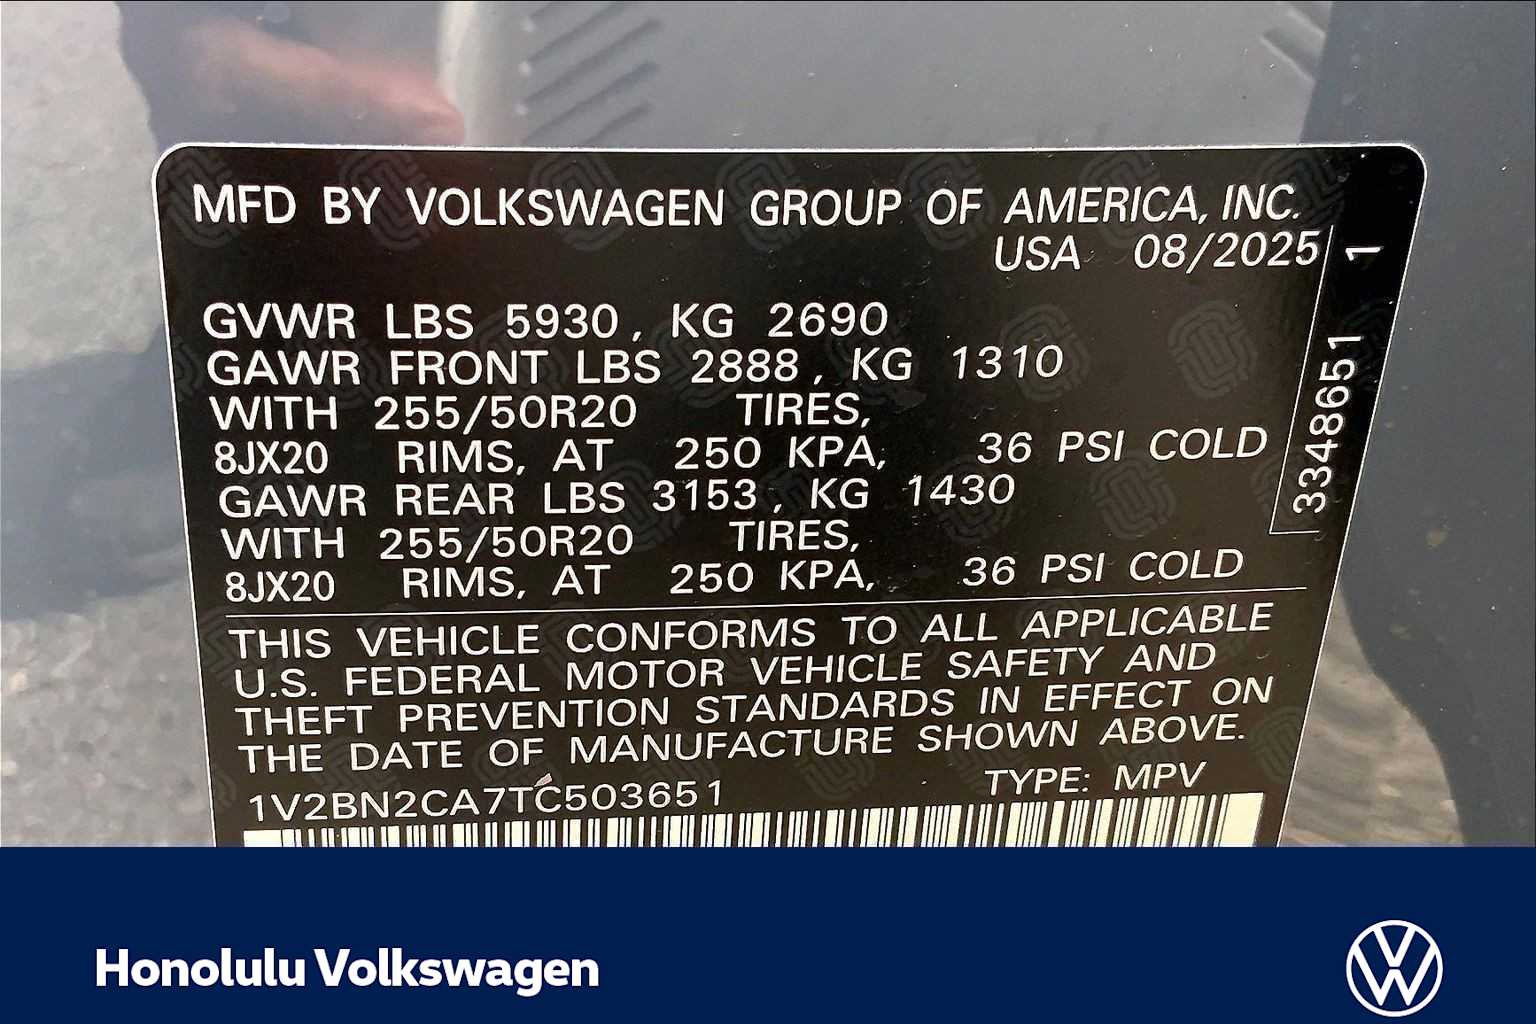 MFD BY VOLKSWAGEN GROUP OF AMERICA, INC.
USA 08/2025
GVWR LBS 5930, KG 2690
GAWR FRONT LBS 2888, KG 1310
WITH 255/50R20 TIRES,
8JX20 RIMS, AT 250 KPA, 36 PSI COLD
GAWR REAR LBS 3153, KG 1430
WITH 255/50R20 TIRES,
8JX20 RIMS, AT 250 KPA, 36 PSI COLD
3348651 1
THIS VEHICLE CONFORMS TO ALL APPLICABLE
U.S. FEDERAL MOTOR VEHICLE SAFETY AND
THEFT PREVENTION STANDARDS IN EFFECT ON
THE DATE OF MANUFACTURE SHOWN ABOVE.
1V2BN2CA7TC503651 TYPE: MPV
Honolulu Volkswagen